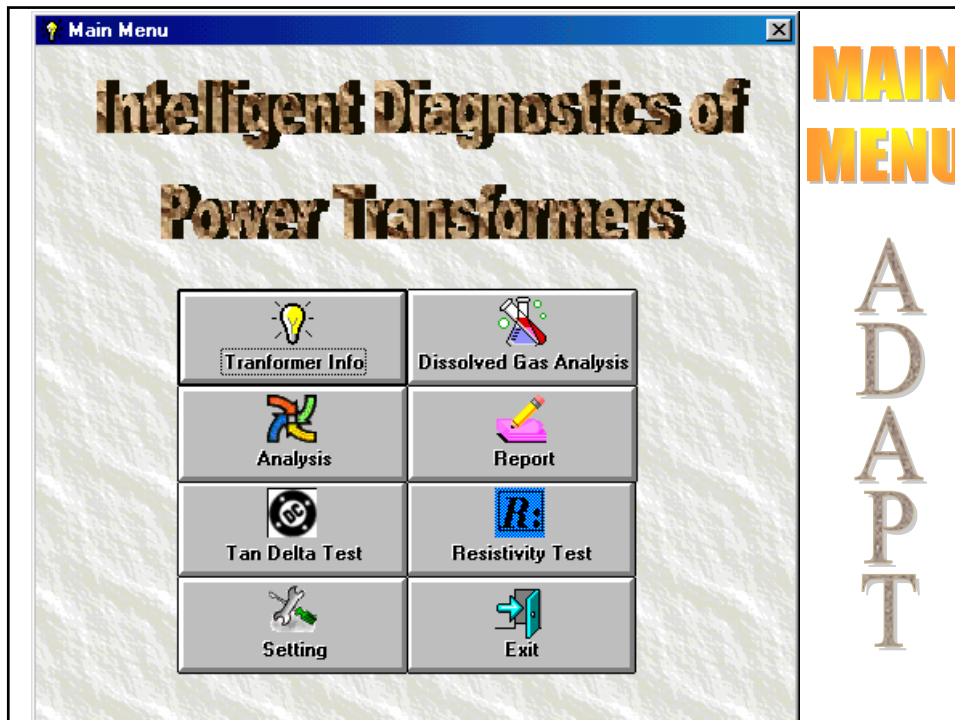 Main Menu
Intelligent Diagnostics of
Power Transformers
Tranformer Info
Dissolved Gas Analysis
Analysis
Report
DC
Tan Delta Test
R:
Resistivity Test
Setting
Exit
MAIN
MENU
A
D
A
P
T